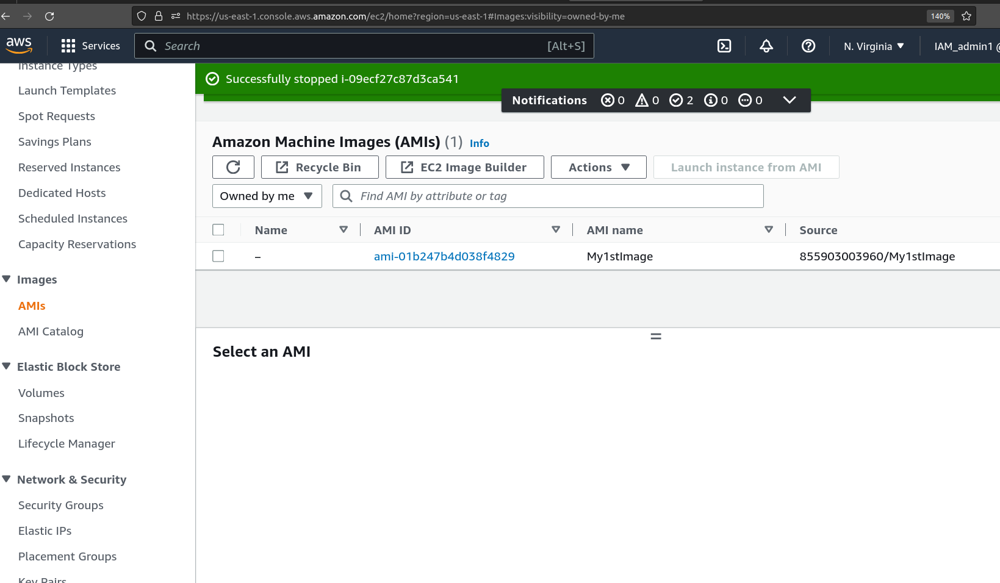 https://us-east-1.console.aws.amazon.com/ec2/home?region=us-east-1#Images:visibility=owned-by-me 140%
aws Services Search [Alt+S] N. Virginia IAM_admin1 @
Instance Types
Launch Templates
Spot Requests
Savings Plans
Reserved Instances
Dedicated Hosts
Scheduled Instances
Capacity Reservations
Images
AMIs
AMI Catalog
Elastic Block Store
Volumes
Snapshots
Lifecycle Manager
Network & Security
Security Groups
Elastic IPs
Placement Groups
Key Pairs
Successfully stopped i-09ecf27c87d3ca541
Notifications 0 0 2 0 0
Amazon Machine Images (AMIs) (1) Info
Recycle Bin EC2 Image Builder Actions Launch instance from AMI
Owned by me Find AMI by attribute or tag
Name AMI ID AMI name Source
– ami-01b247b4d038f4829 My1stImage 855903003960/My1stImage
Select an AMI